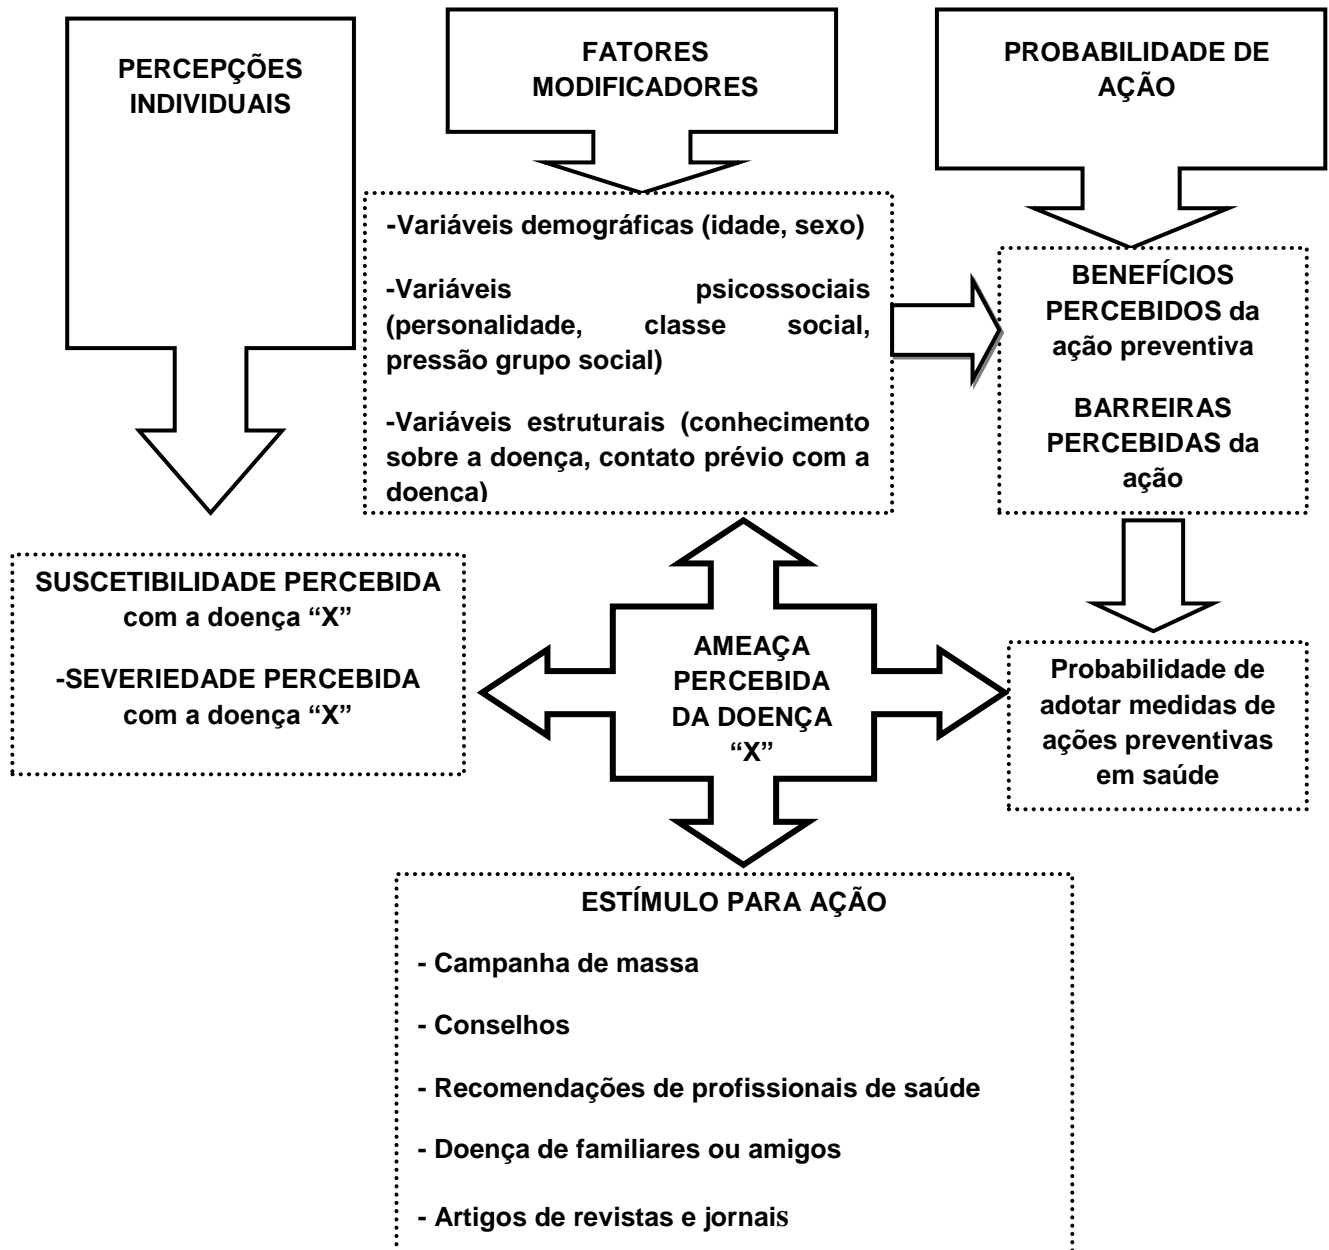 PERCEPÇÕES
INDIVIDUAIS
FATORES
MODIFICADORES
PROBABILIDADE DE
AÇÃO
-Variáveis demográficas (idade, sexo)
-Variáveis psicossociais
(personalidade, classe social,
pressão grupo social)
-Variáveis estruturais (conhecimento
sobre a doença, contato prévio com a
doença)
BENEFÍCIOS
PERCEBIDOS da
ação preventiva
BARREIRAS
PERCEBIDAS da
ação
SUSCETIBILIDADE PERCEBIDA
com a doença “X”
-SEVERIEDADE PERCEBIDA
com a doença “X”
AMEAÇA
PERCEBIDA
DA DOENÇA
“X”
Probabilidade de
adotar medidas de
ações preventivas
em saúde
ESTÍMULO PARA AÇÃO
- Campanha de massa
- Conselhos
- Recomendações de profissionais de saúde
- Doença de familiares ou amigos
- Artigos de revistas e jornais